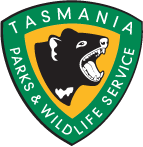 TASMANIA
PARKS & WILDLIFE SERVICE